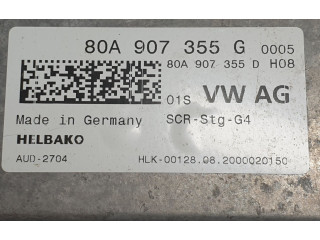 80A 907 355 G 0005
80A 907 355 D H08
01S VW AG
Made in Germany SCR-Stg-G4
HELBAKO
AUD-2704 HLK-00128.08.2000020150